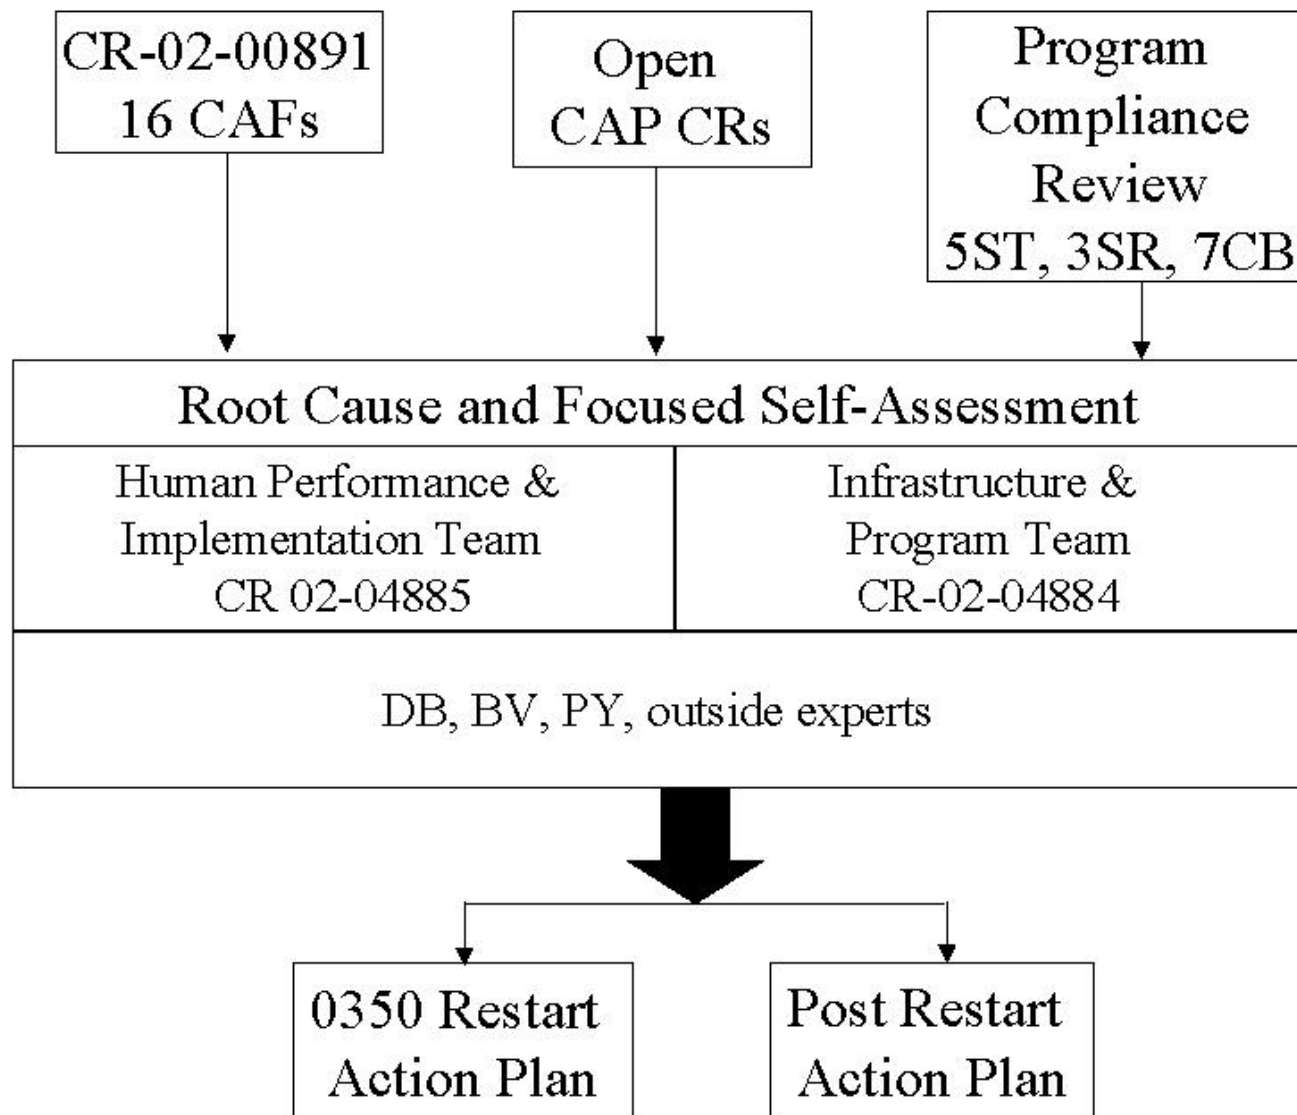 CR-02-00891
16 CAFs
Open
CAP CRs
Program
Compliance
Review
5ST, 3SR, 7CB
Root Cause and Focused Self-Assessment
Human Performance &
Implementation Team
CR 02-04885
Infrastructure &
Program Team
CR-02-04884
DB, BV, PY, outside experts
0350 Restart
Action Plan
Post Restart
Action Plan